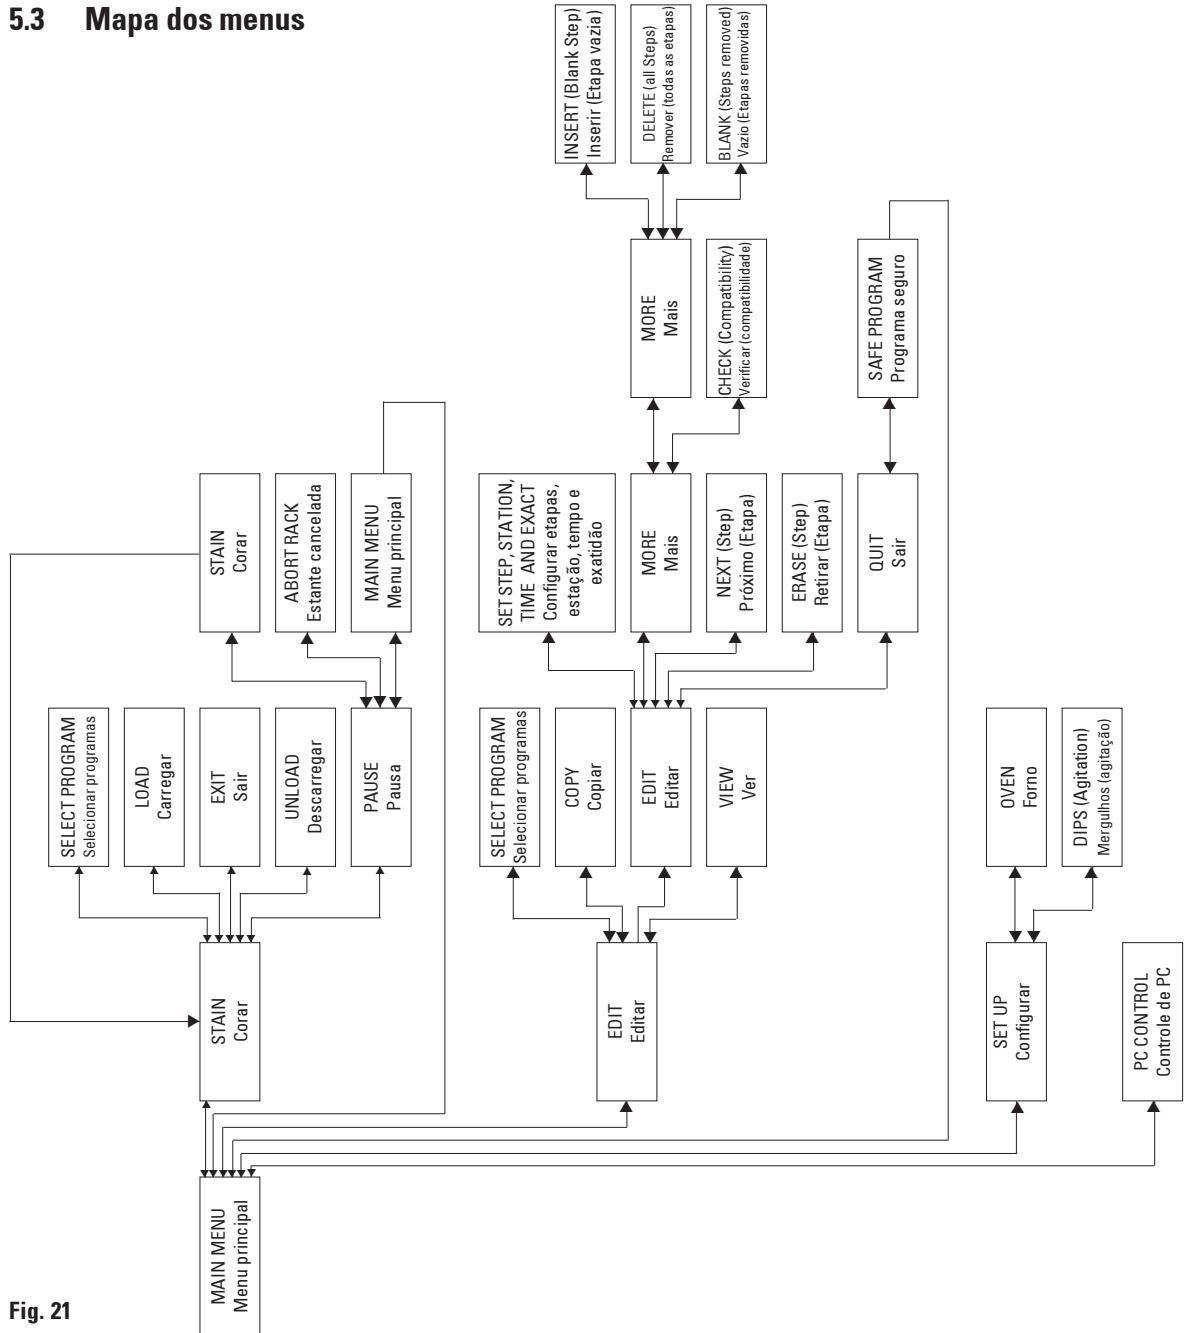 5.3 Mapa dos menus
MAIN MENU
Menu principal
STAIN
Corar
SELECT PROGRAM
Selecionar programas
LOAD
Carregar
EXIT
Sair
UNLOAD
Descarregar
PAUSE
Pausa
STAIN
Corar
ABORT RACK
Estante cancelada
MAIN MENU
Menu principal
EDIT
Editar
SELECT PROGRAM
Selecionar programas
COPY
Copiar
EDIT
Editar
VIEW
Ver
SET STEP, STATION,
TIME AND EXACT
Configurar etapas,
estação, tempo e
exatidão
MORE
Mais
NEXT (Step)
Próximo (Etapa)
ERASE (Step)
Retirar (Etapa)
QUIT
Sair
MORE
Mais
CHECK (Compatibility)
Verificar (compatibilidade)
SAFE PROGRAM
Programa seguro
INSERT (Blank Step)
Inserir (Etapa vazia)
DELETE (all Steps)
Remover (todas as etapas)
BLANK (Steps removed)
Vazio (Etapas removidas)
SET UP
Configurar
OVEN
Forno
DIPS (Agitation)
Mergulhos (agitação)
PC CONTROL
Controle de PC
Fig. 21